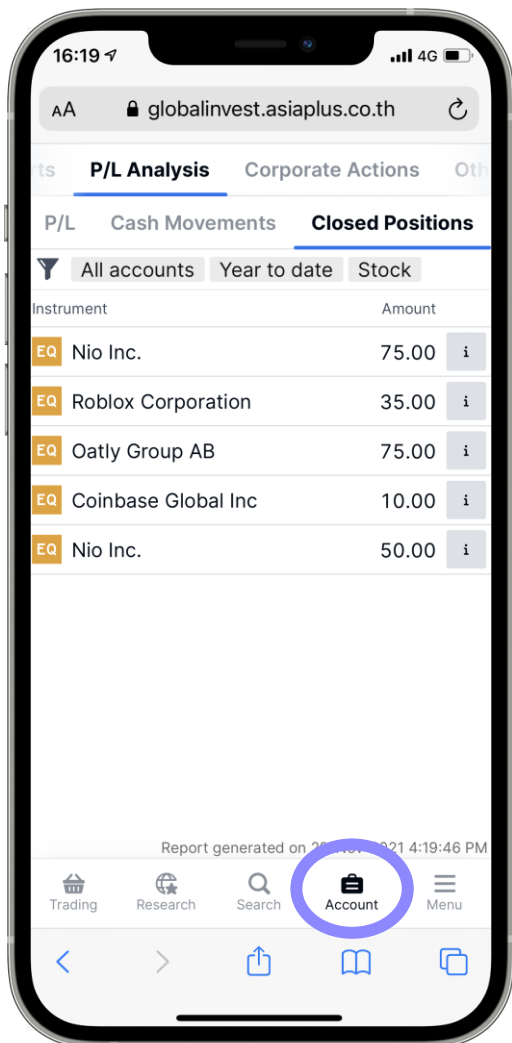 16:19 4G
AA globalinvest.asiaplus.co.th
ts P/L Analysis Corporate Actions Oth
P/L Cash Movements Closed Positions
All accounts Year to date Stock
Instrument Amount
EQ Nio Inc. 75.00 i
EQ Roblox Corporation 35.00 i
EQ Oatly Group AB 75.00 i
EQ Coinbase Global Inc 10.00 i
EQ Nio Inc. 50.00 i
Report generated on 2021 4:19:46 PM
Trading Research Search Account Menu